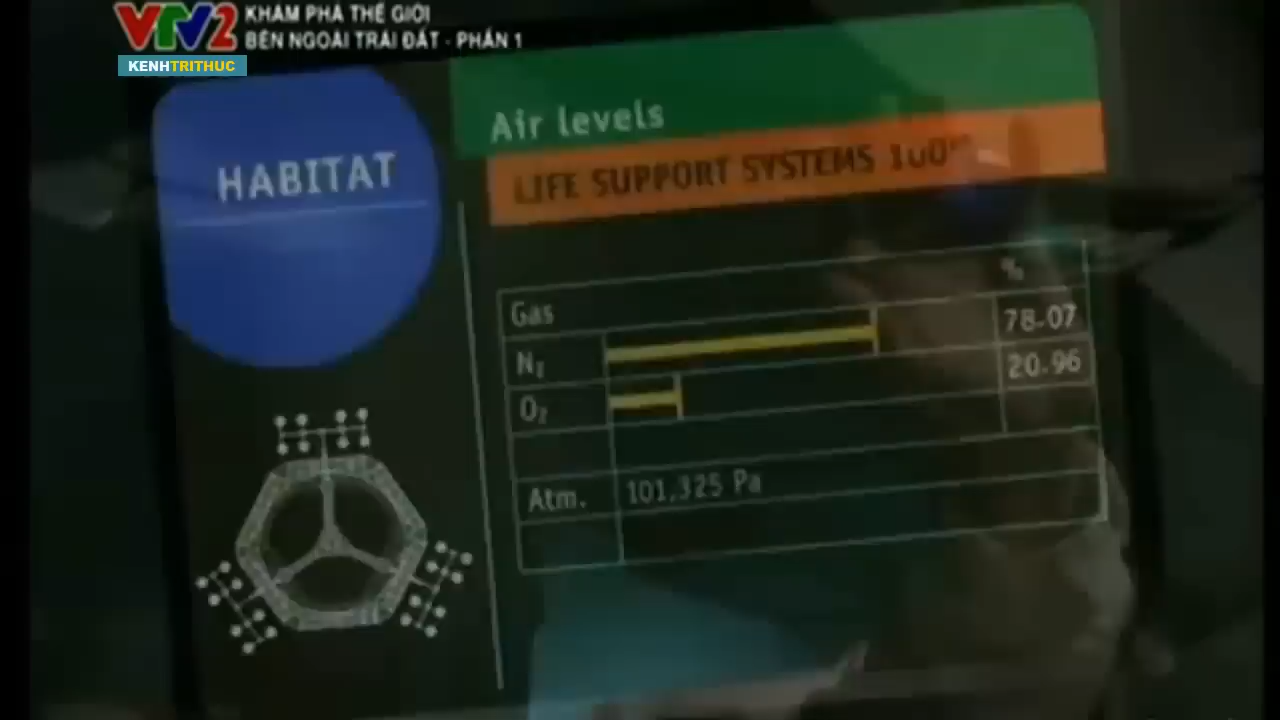 VTV2
KHÁM PHÁ THẾ GIỚI
BÊN NGOÀI TRÁI ĐẤT - PHẦN 1
KENHTRITHUC
HABITAT
Air levels
LIFE SUPPORT SYSTEMS 100%
Gas %
N₂ 78.07
O₂ 20.96
Atm. 101,325 Pa